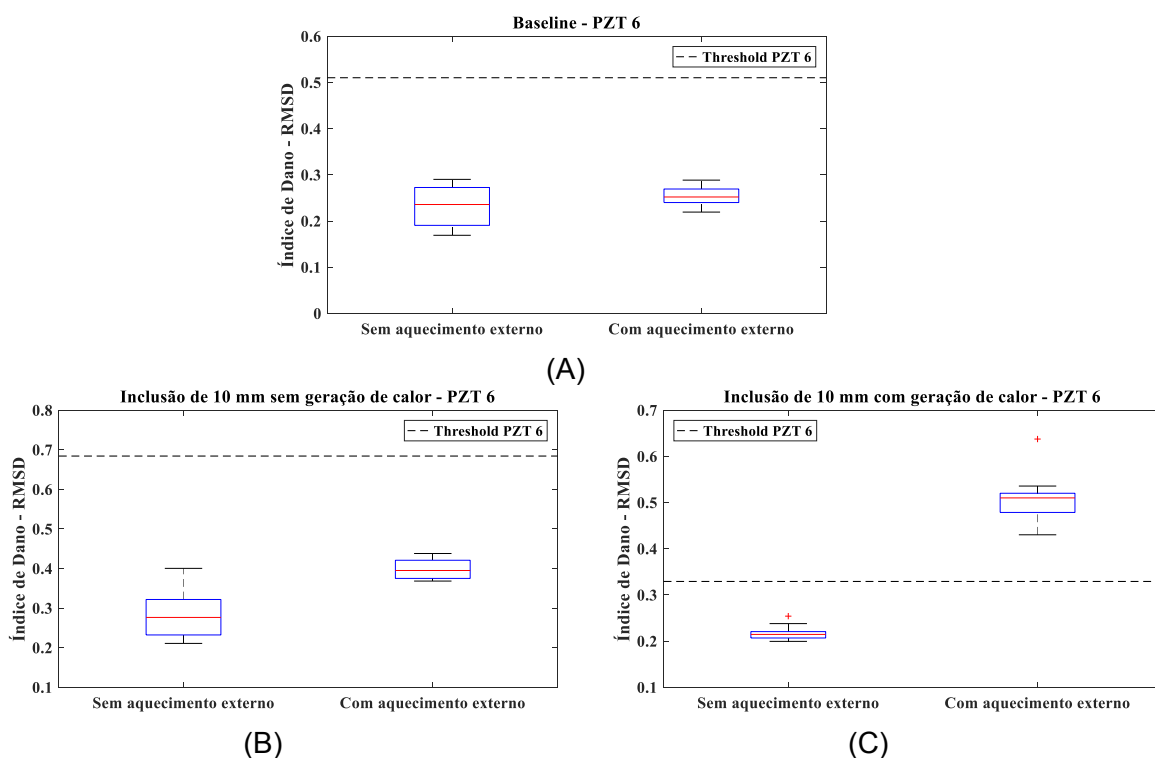 Baseline - PZT 6
Threshold PZT 6
Índice de Dano - RMSD
0.6
0.5
0.4
0.3
0.2
0.1
0
Sem aquecimento externo
Com aquecimento externo
(A)
Inclusão de 10 mm sem geração de calor - PZT 6
Threshold PZT 6
Índice de Dano - RMSD
0.8
0.7
0.6
0.5
0.4
0.3
0.2
0.1
Sem aquecimento externo
Com aquecimento externo
(B)
Inclusão de 10 mm com geração de calor - PZT 6
Threshold PZT 6
Índice de Dano - RMSD
0.7
0.6
0.5
0.4
0.3
0.2
0.1
Sem aquecimento externo
Com aquecimento externo
(C)